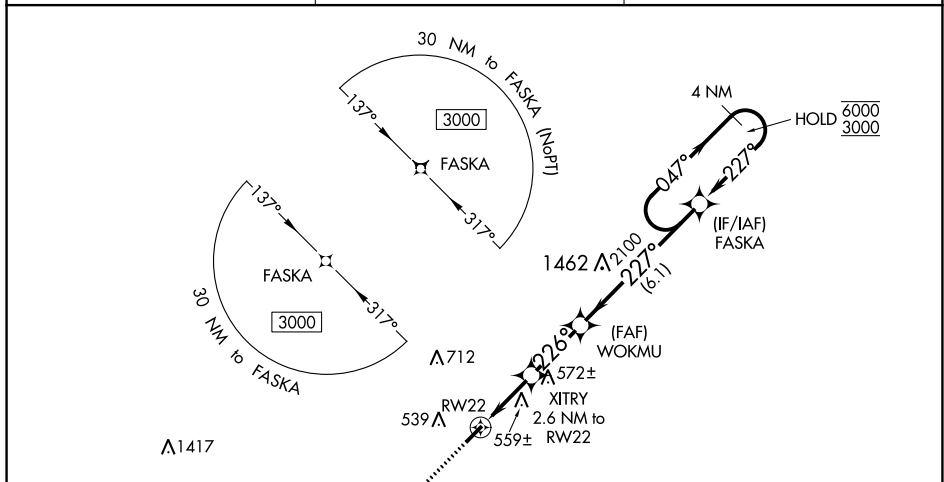 30 NM to FASKA (NoPT)
137°
3000
FASKA
317°
4 NM
HOLD 6000
3000
047°
227°
(IF/IAF)
FASKA
137°
FASKA
317°
3000
30 NM to FASKA
1462 2100
227°
(6.1)
(FAF)
WOKMU
226°
712
572±
XITRY
2.6 NM to
RW22
RW22
539
559±
1417